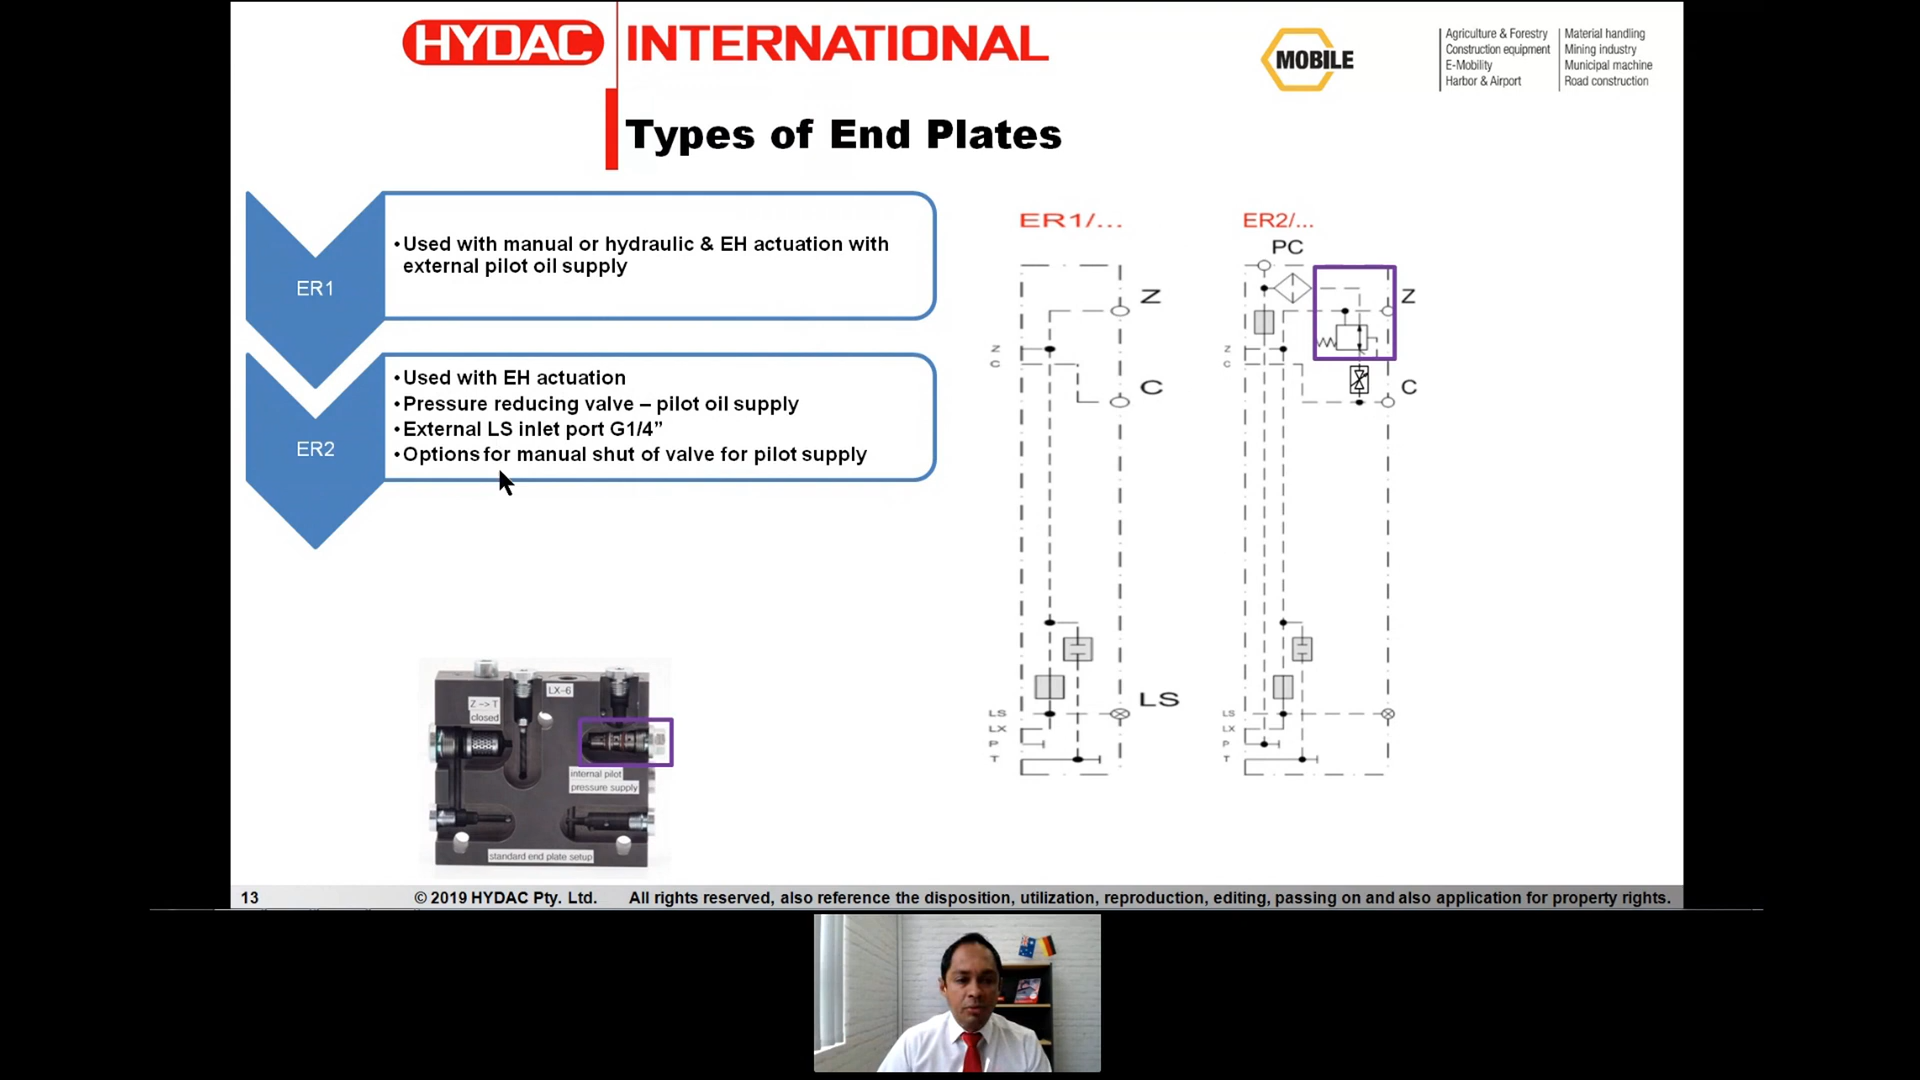 HYDAC INTERNATIONAL
MOBILE
Agriculture & Forestry
Construction equipment
E-Mobility
Harbor & Airport
Material handling
Mining industry
Municipal machine
Road construction
Types of End Plates
ER1
•Used with manual or hydraulic & EH actuation with
external pilot oil supply
ER2
•Used with EH actuation
•Pressure reducing valve – pilot oil supply
•External LS inlet port G1/4”
•Options for manual shut of valve for pilot supply
ER1/...
Z
Z
C
C
LS
LS
LX
P
T
ER2/...
PC
Z
Z
C
C
LS
LX
P
T
LX-6
Z -> T
closed
internal pilot
pressure supply
standard end plate setup
13
© 2019 HYDAC Pty. Ltd.
All rights reserved, also reference the disposition, utilization, reproduction, editing, passing on and also application for property rights.